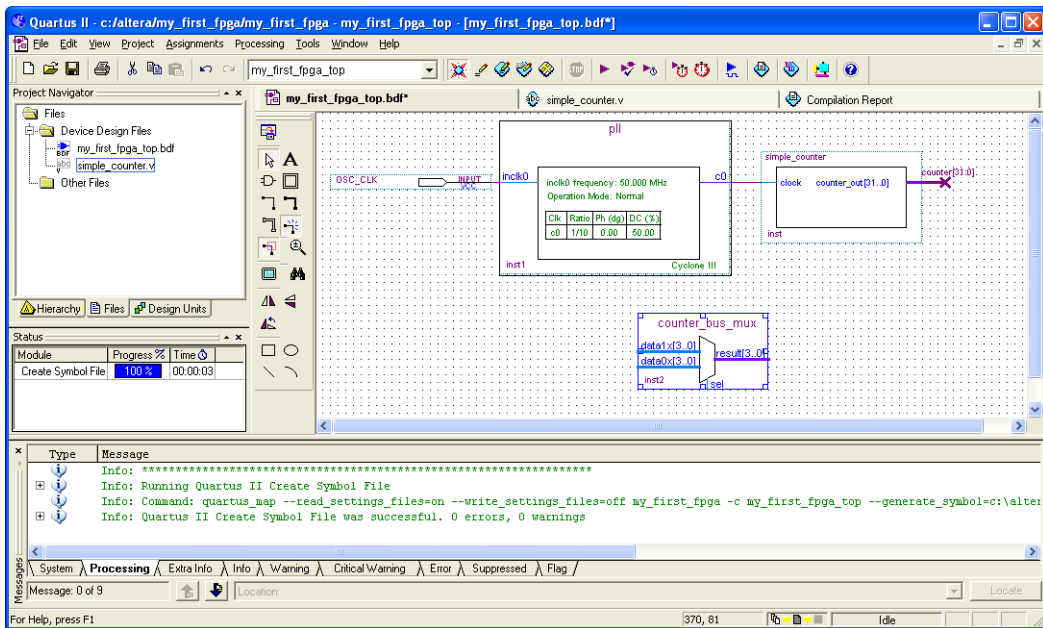 Quartus II - c:/altera/my_first_fpga/my_first_fpga - my_first_fpga_top - [my_first_fpga_top.bdf*]
File Edit View Project Assignments Processing Tools Window Help
my_first_fpga_top
Project Navigator
Files
Device Design Files
my_first_fpga_top.bdf
simple_counter.v
Other Files
Hierarchy Files Design Units
Status
Module Progress % Time
Create Symbol File 100 % 00:00:03
my_first_fpga_top.bdf* simple_counter.v Compilation Report
pll
OSC_CLK INPUT
VCC
inclk0 c0
inclk0 frequency: 50.000 MHz
Operation Mode: Normal
Clk Ratio Ph (dg) DC (%)
c0 1/10 0.00 50.00
inst1 Cyclone III
simple_counter
clock counter_out[31..0]
counter[31:0]
inst
counter_bus_mux
data1x[3..0]
data0x[3..0]
result[3..0]
inst2 sel
Type Message
Info: *******************************************************************
Info: Running Quartus II Create Symbol File
Info: Command: quartus_map --read_settings_files=on --write_settings_files=off my_first_fpga -c my_first_fpga_top --generate_symbol=c:\alter
Info: Quartus II Create Symbol File was successful. 0 errors, 0 warnings
System Processing Extra Info Info Warning Critical Warning Error Suppressed Flag
Messages
Message: 0 of 9 Location: Locate
For Help, press F1 370, 81 Idle